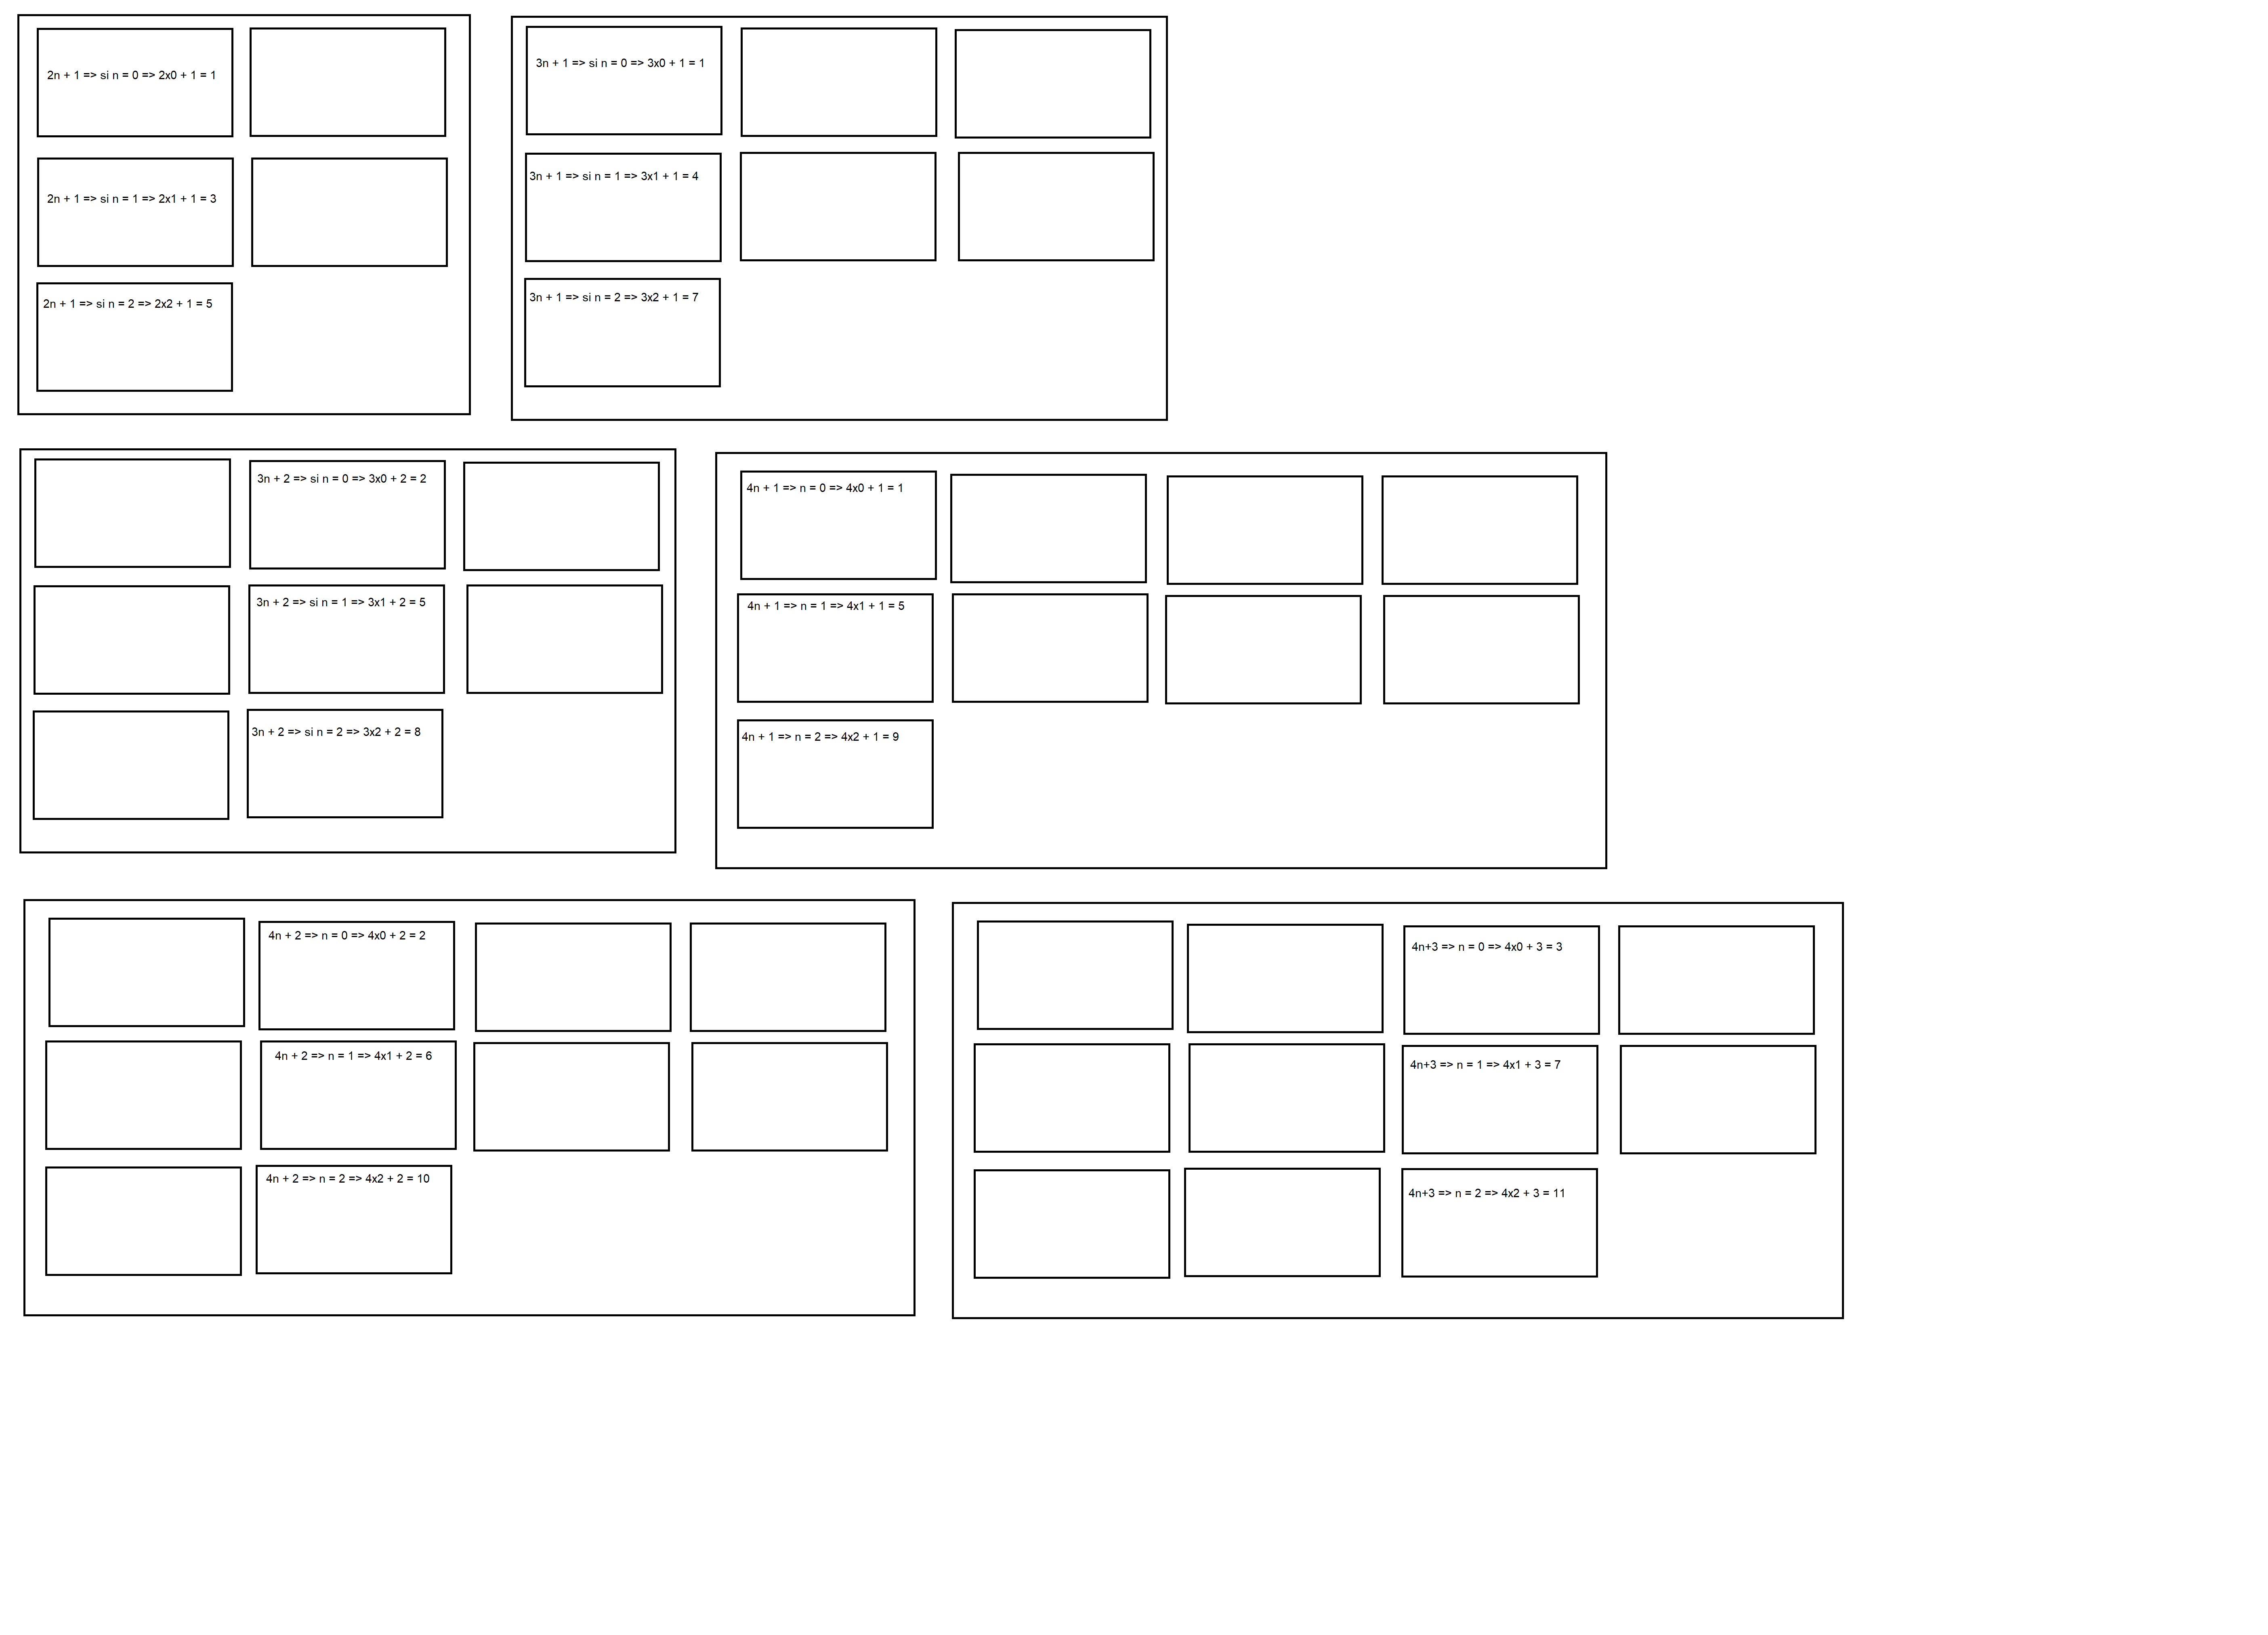 2n + 1 => si n = 0 => 2x0 + 1 = 1
2n + 1 => si n = 1 => 2x1 + 1 = 3
2n + 1 => si n = 2 => 2x2 + 1 = 5
3n + 1 => si n = 0 => 3x0 + 1 = 1
3n + 1 => si n = 1 => 3x1 + 1 = 4
3n + 1 => si n = 2 => 3x2 + 1 = 7
3n + 2 => si n = 0 => 3x0 + 2 = 2
3n + 2 => si n = 1 => 3x1 + 2 = 5
3n + 2 => si n = 2 => 3x2 + 2 = 8
4n + 1 => n = 0 => 4x0 + 1 = 1
4n + 1 => n = 1 => 4x1 + 1 = 5
4n + 1 => n = 2 => 4x2 + 1 = 9
4n + 2 => n = 0 => 4x0 + 2 = 2
4n + 2 => n = 1 => 4x1 + 2 = 6
4n + 2 => n = 2 => 4x2 + 2 = 10
4n+3 => n = 0 => 4x0 + 3 = 3
4n+3 => n = 1 => 4x1 + 3 = 7
4n+3 => n = 2 => 4x2 + 3 = 11